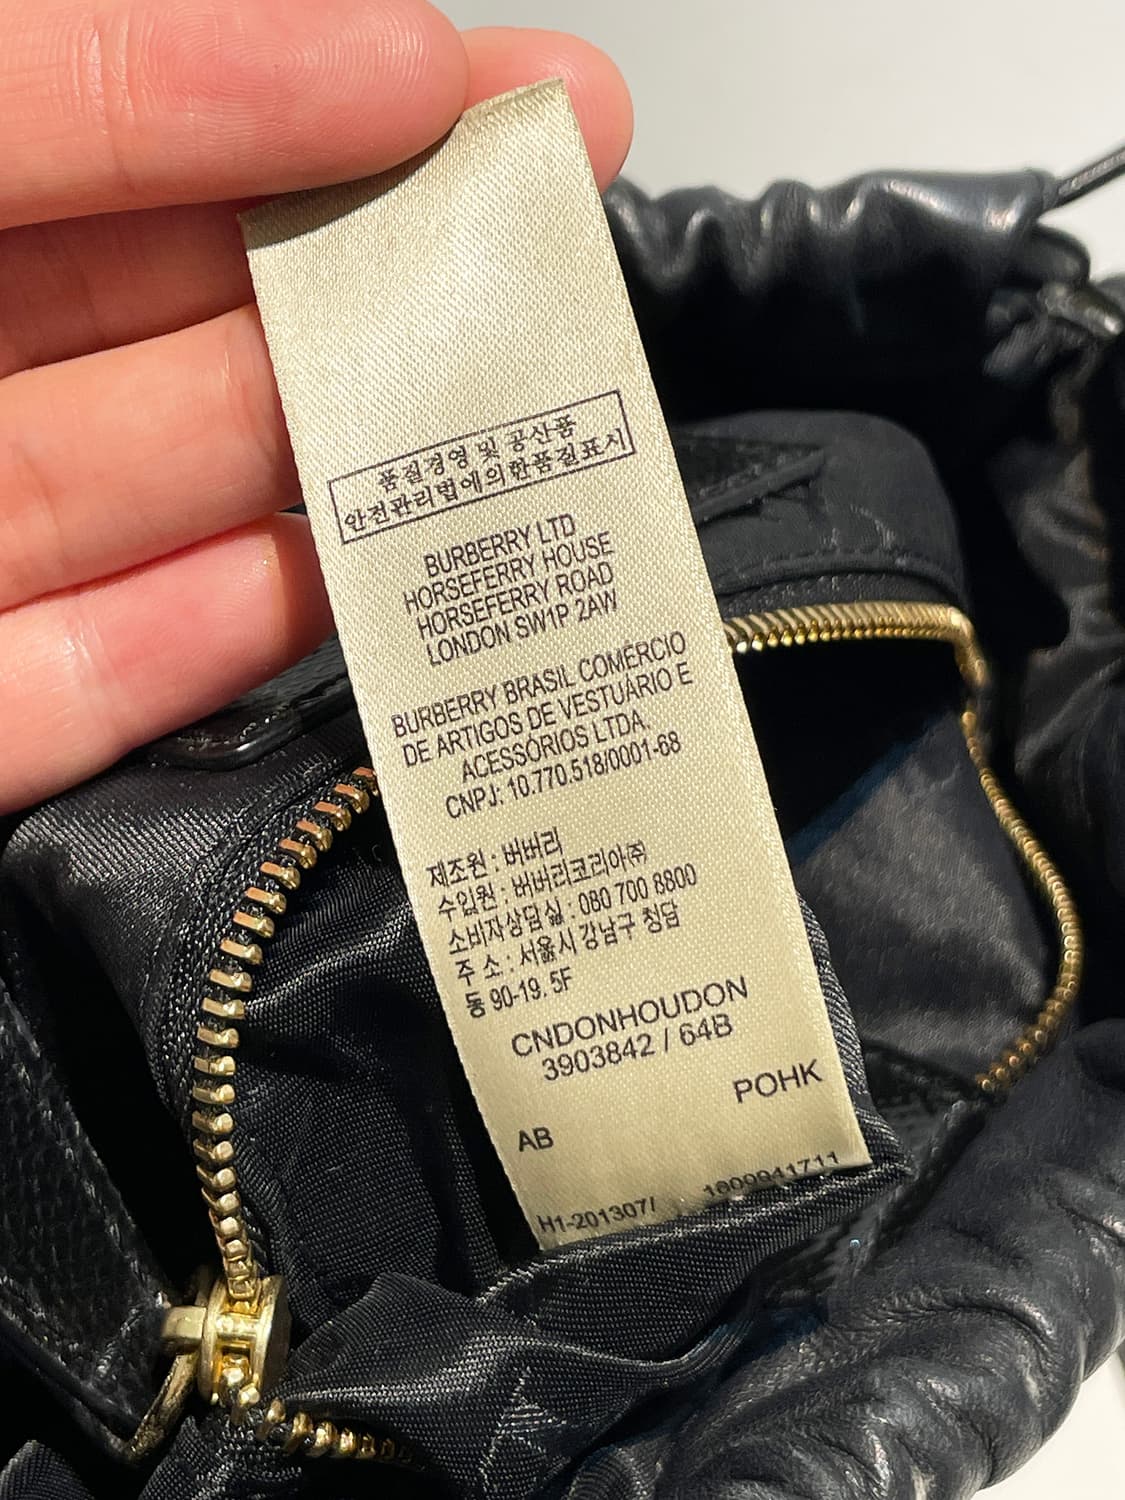 품질경영 및 공산품
안전관리법에의한품질표시
BURBERRY LTD
HORSEFERRY HOUSE
HORSEFERRY ROAD
LONDON SW1P 2AW
BURBERRY BRASIL COMÉRCIO
DE ARTIGOS DE VESTUARIO E
ACESSÓRIOS LTDA.
CNPJ: 10.770.518/0001-68
제조원 : 버버리
수입원 : 버버리코리아㈜
소비자상담실 : 080 700 8800
주 소 : 서울시 강남구 청담
동 90-19. 5F
CNDONHOUDON
3903842 / 64B
POHK
AB
H1-201307/